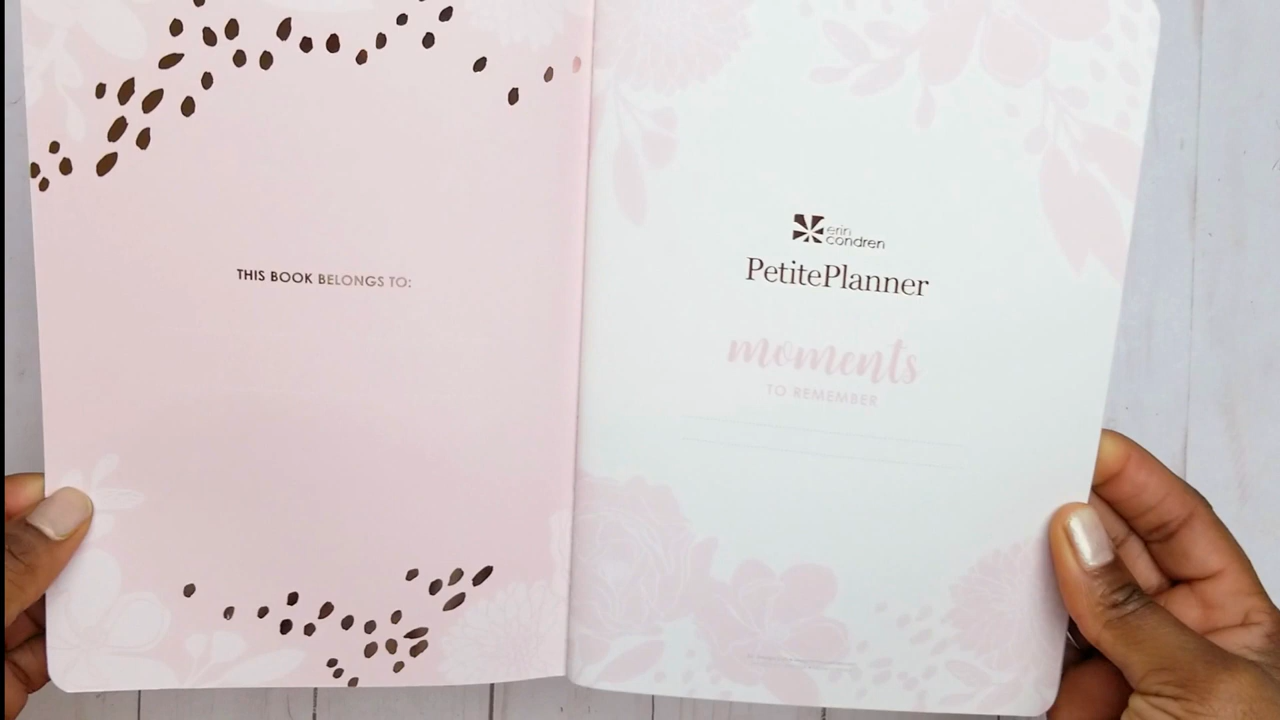 THIS BOOK BELONGS TO:
erin
condren
PetitePlanner
moments
TO REMEMBER